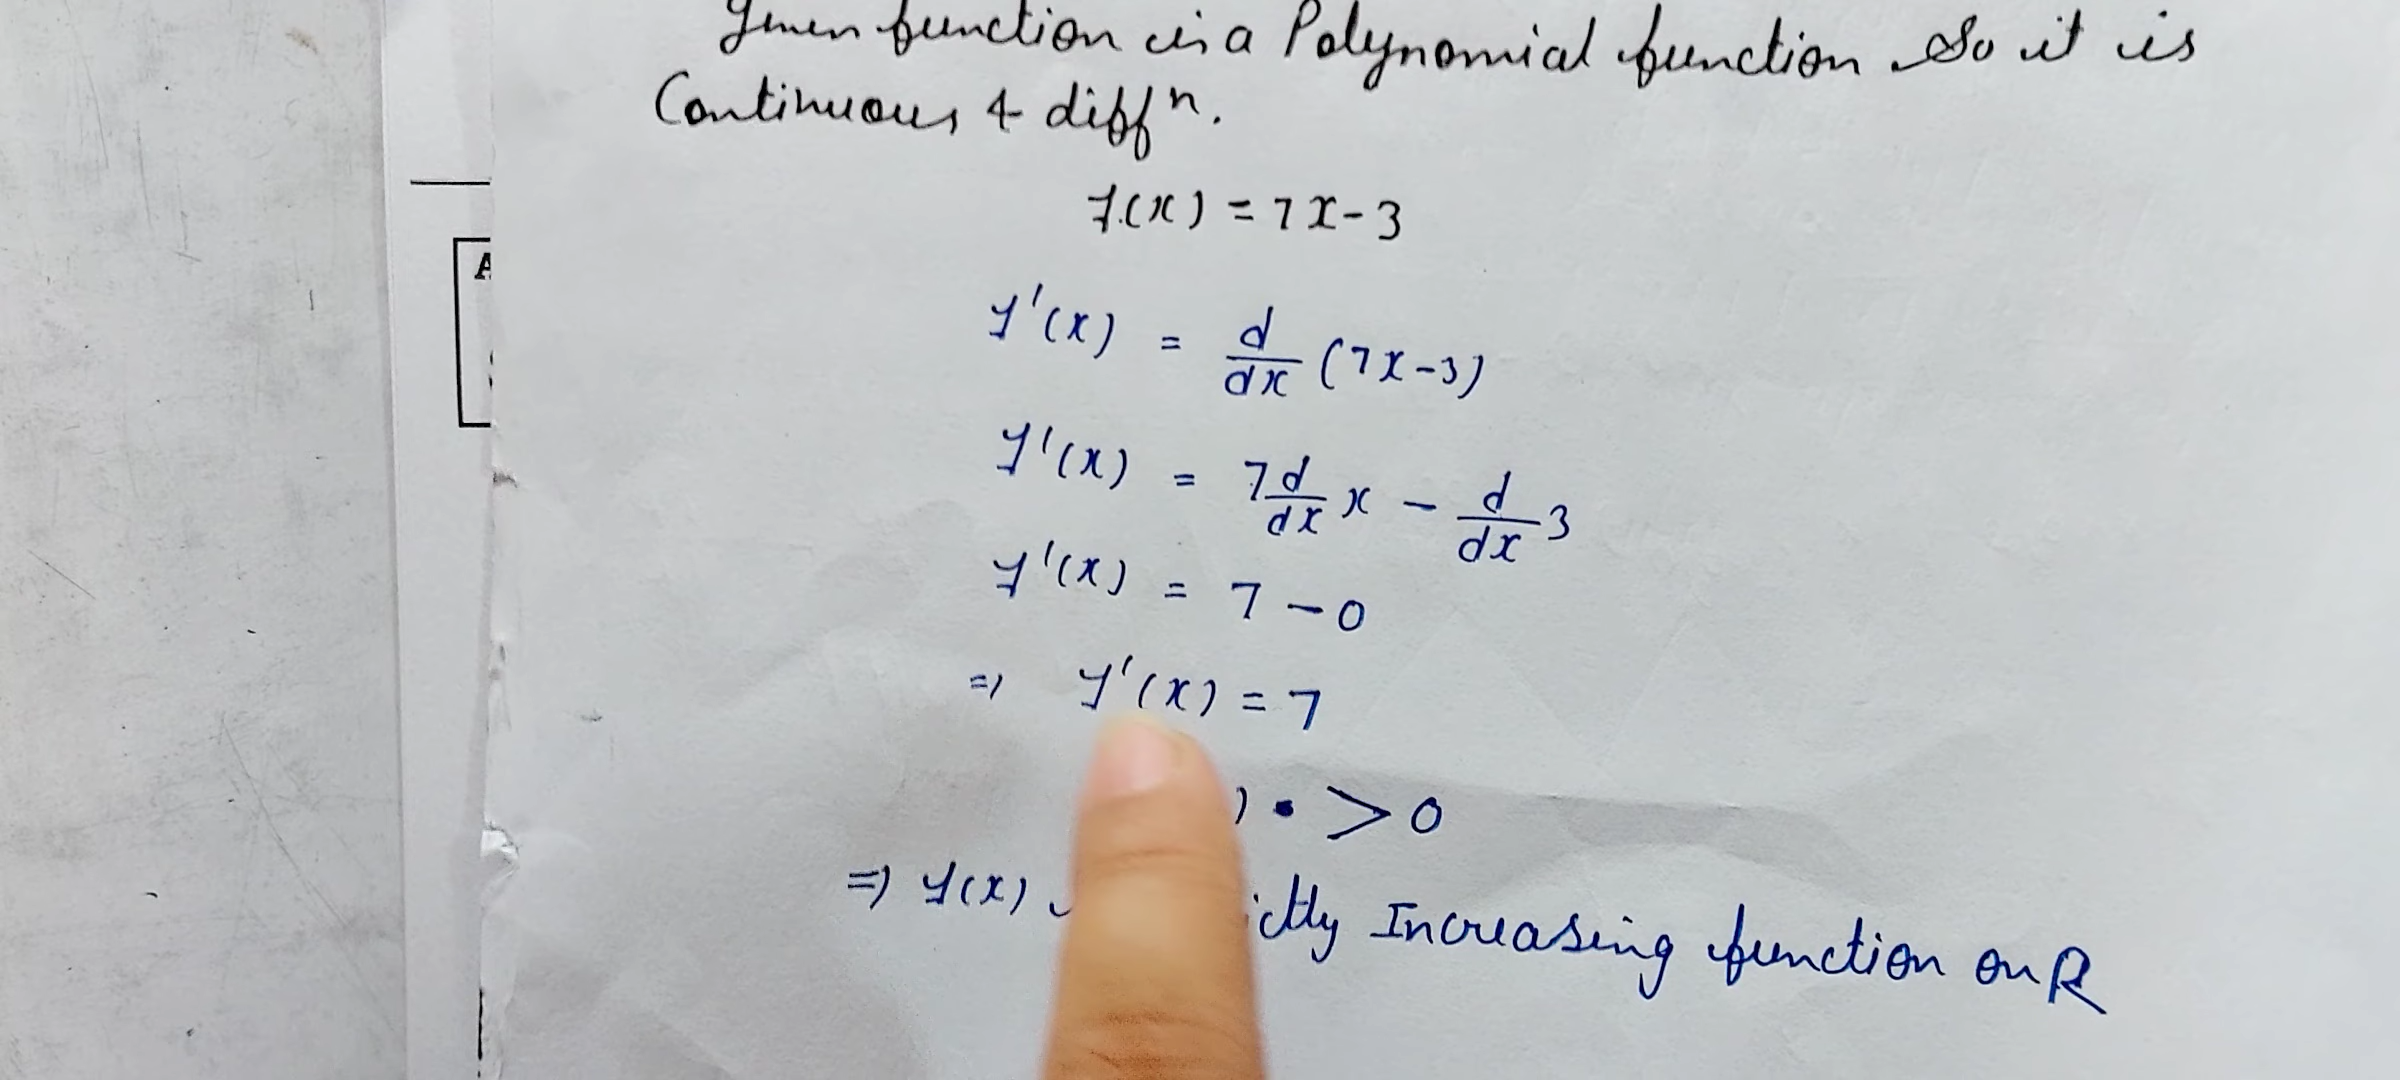 Given function is a Polynomial function So it is
Continuous & diffn.
f(x) = 7x-3
f'(x) = d/dx (7x-3)
f'(x) = 7 d/dx x - d/dx 3
f'(x) = 7 - 0
=> f'(x) = 7
) > 0
=> f(x) ictly Increasing function on R
A